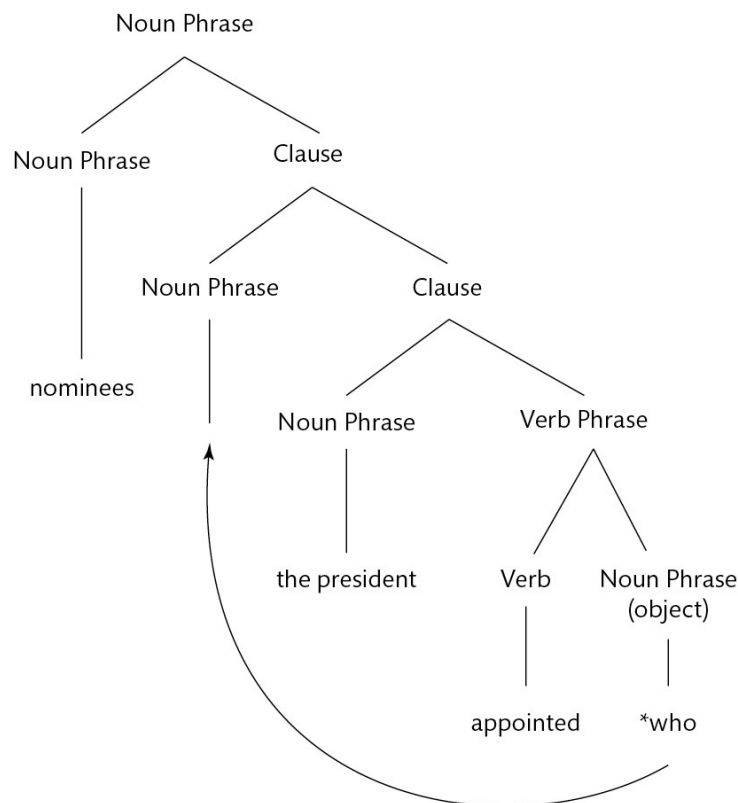 Noun Phrase
Noun Phrase
Clause
Noun Phrase
Clause
nominees
Noun Phrase
Verb Phrase
the president
Verb
Noun Phrase
(object)
appointed
*who